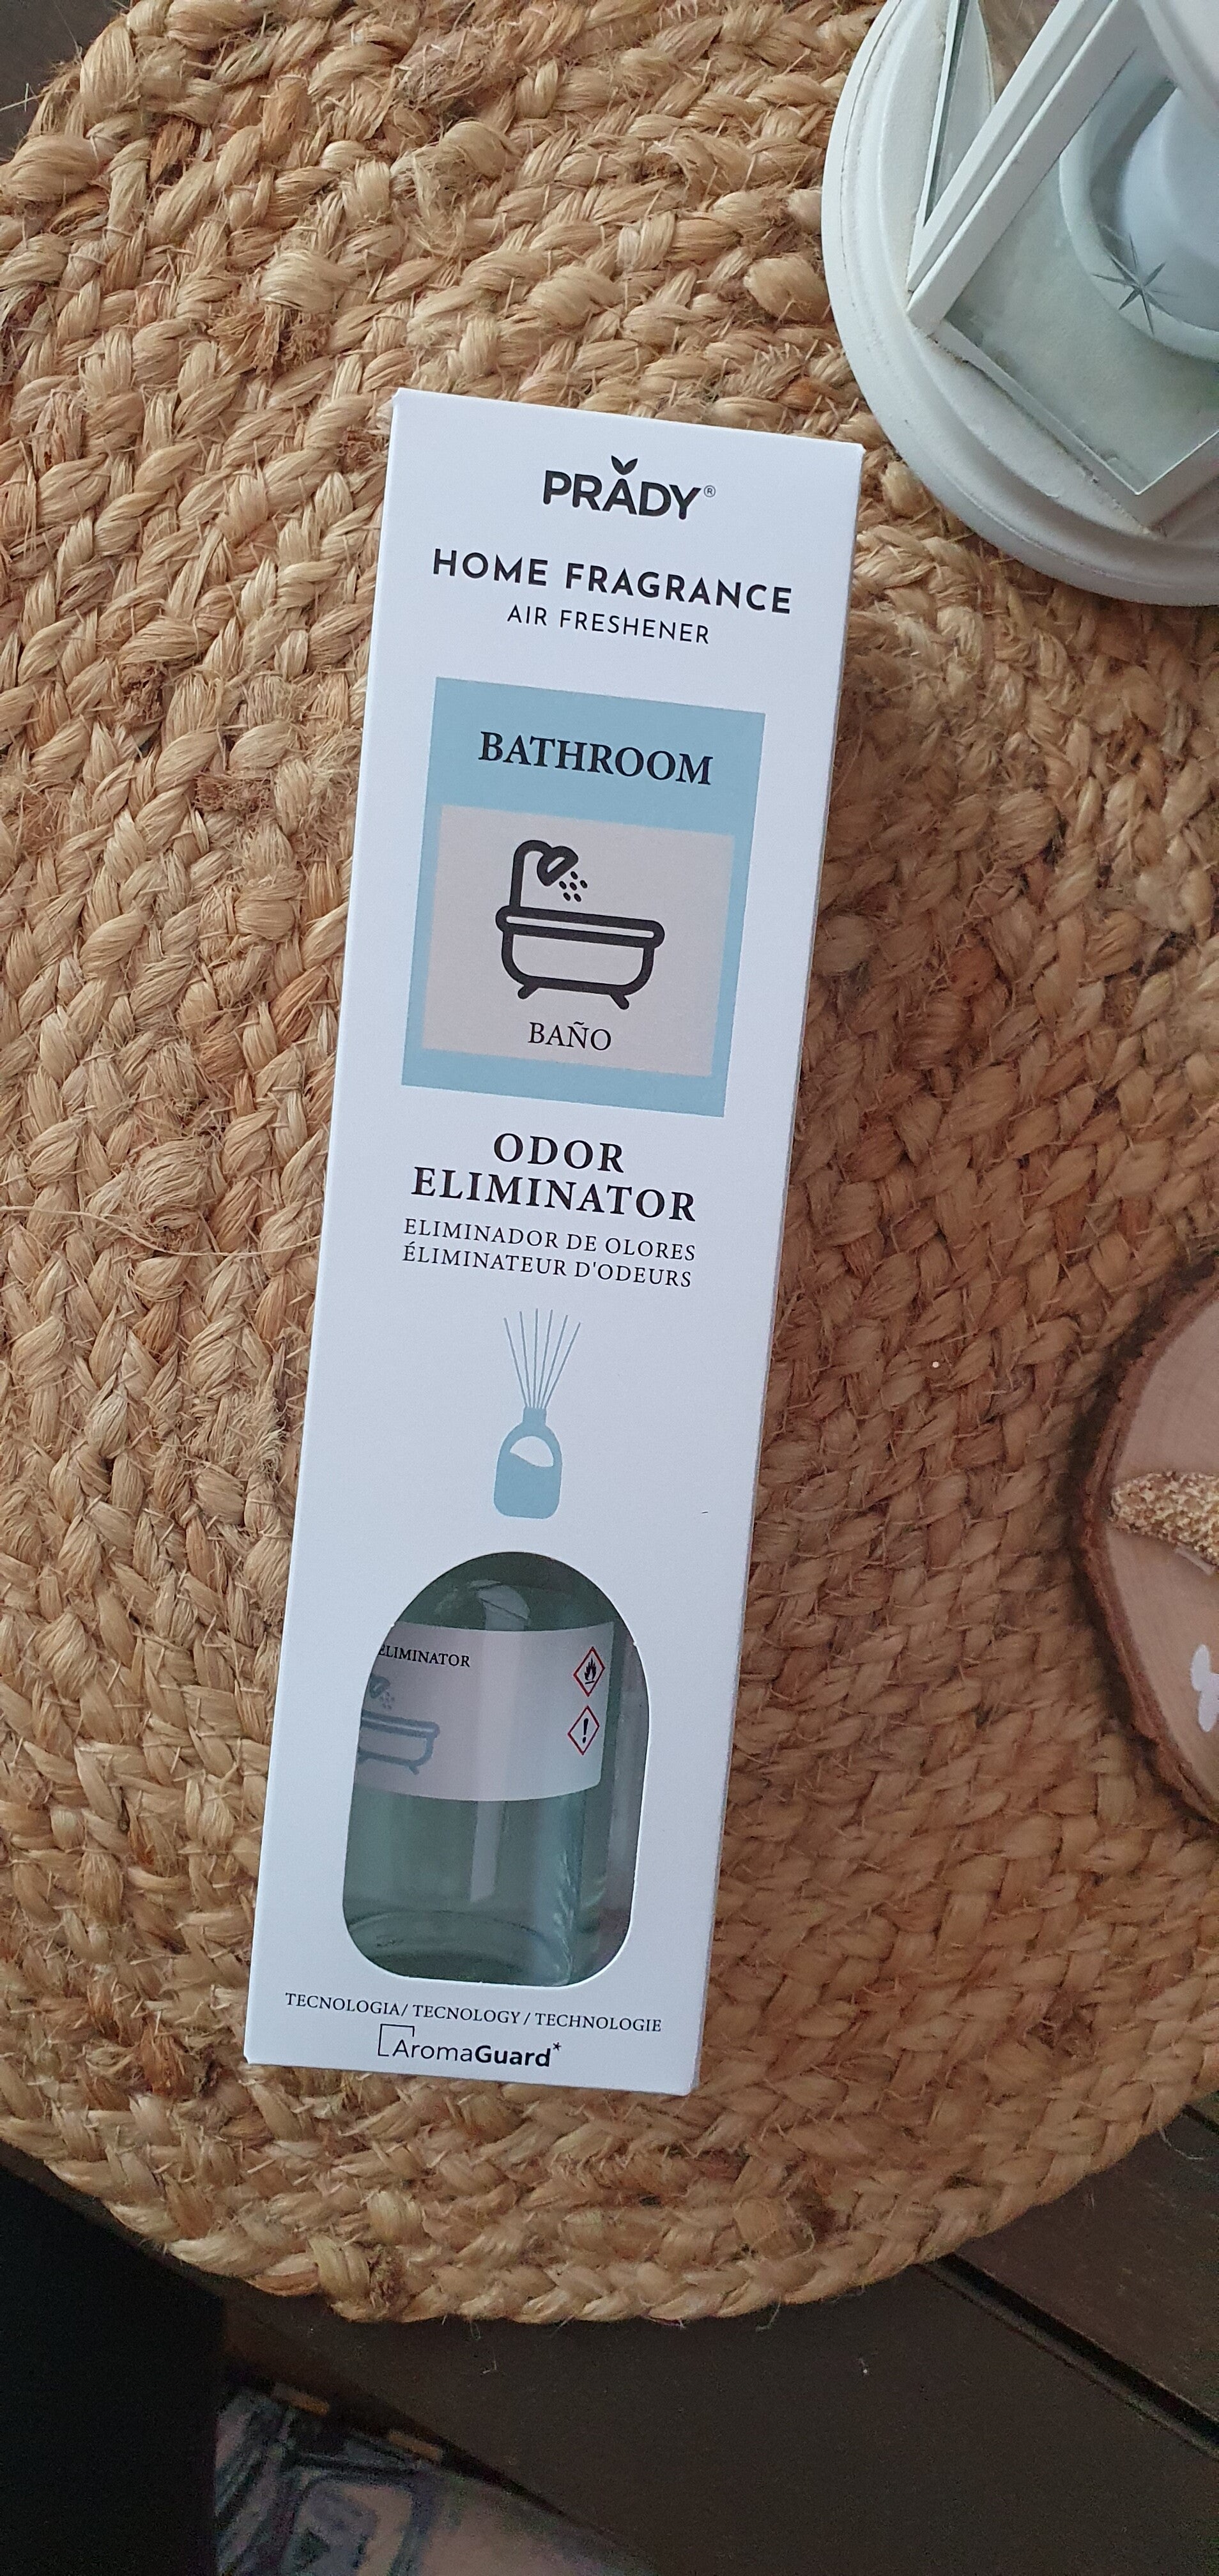 PRADY®
HOME FRAGRANCE
AIR FRESHENER
BATHROOM
BAÑO
ODOR
ELIMINATOR
ELIMINADOR DE OLORES
ÉLIMINATEUR D'ODEURS
ELIMINATOR
TECNOLOGIA/ TECNOLOGY / TECHNOLOGIE
AromaGuard*